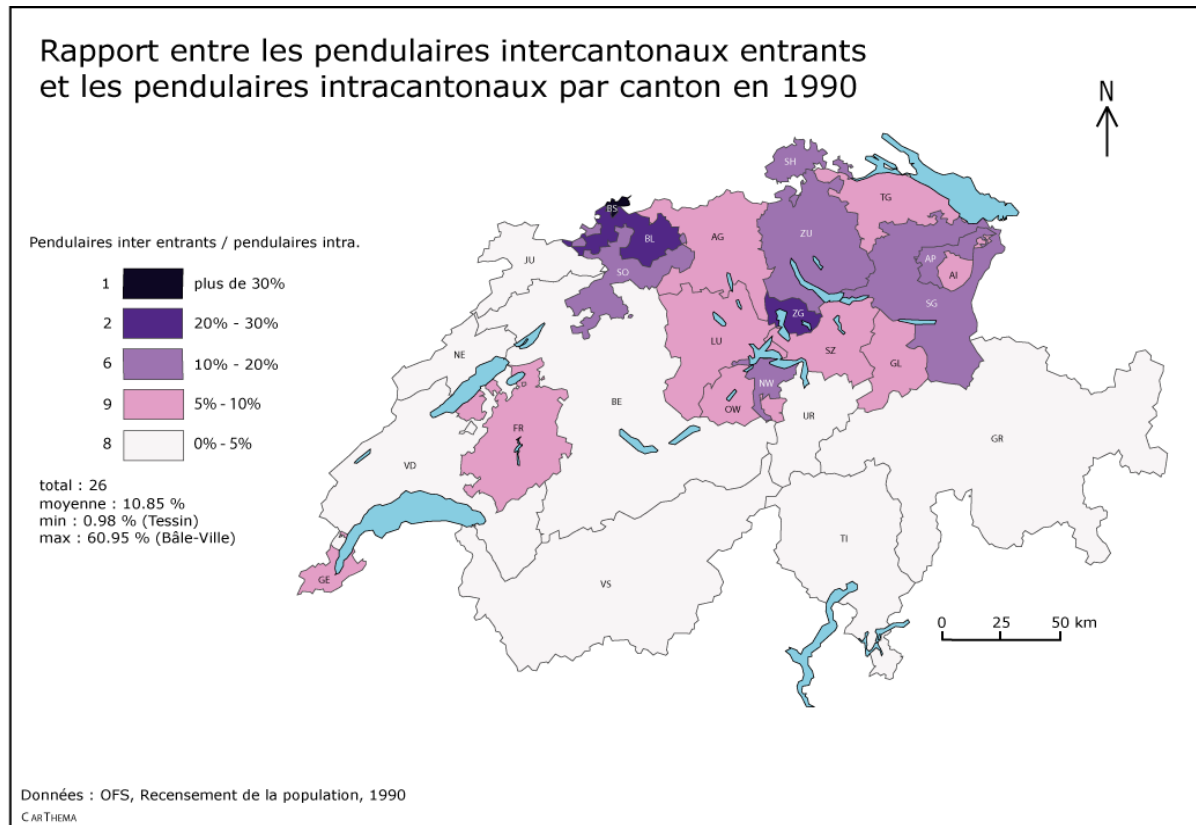 Rapport entre les pendulaires intercantonaux entrants
et les pendulaires intracantonaux par canton en 1990
N
Pendulaires inter entrants / pendulaires intra.
1 plus de 30%
2 20% - 30%
6 10% - 20%
9 5% - 10%
8 0% - 5%
total : 26
moyenne : 10.85 %
min : 0.98 % (Tessin)
max : 60.95 % (Bâle-Ville)
SH
TG
BS
BL
AG
ZU
AP
AI
JU
SO
SG
ZG
LU
SZ
GL
NE
NW
OW
BE
UR
FR
GR
VD
TI
GE
VS
0 25 50 km
Données : OFS, Recensement de la population, 1990
CARTHEMA